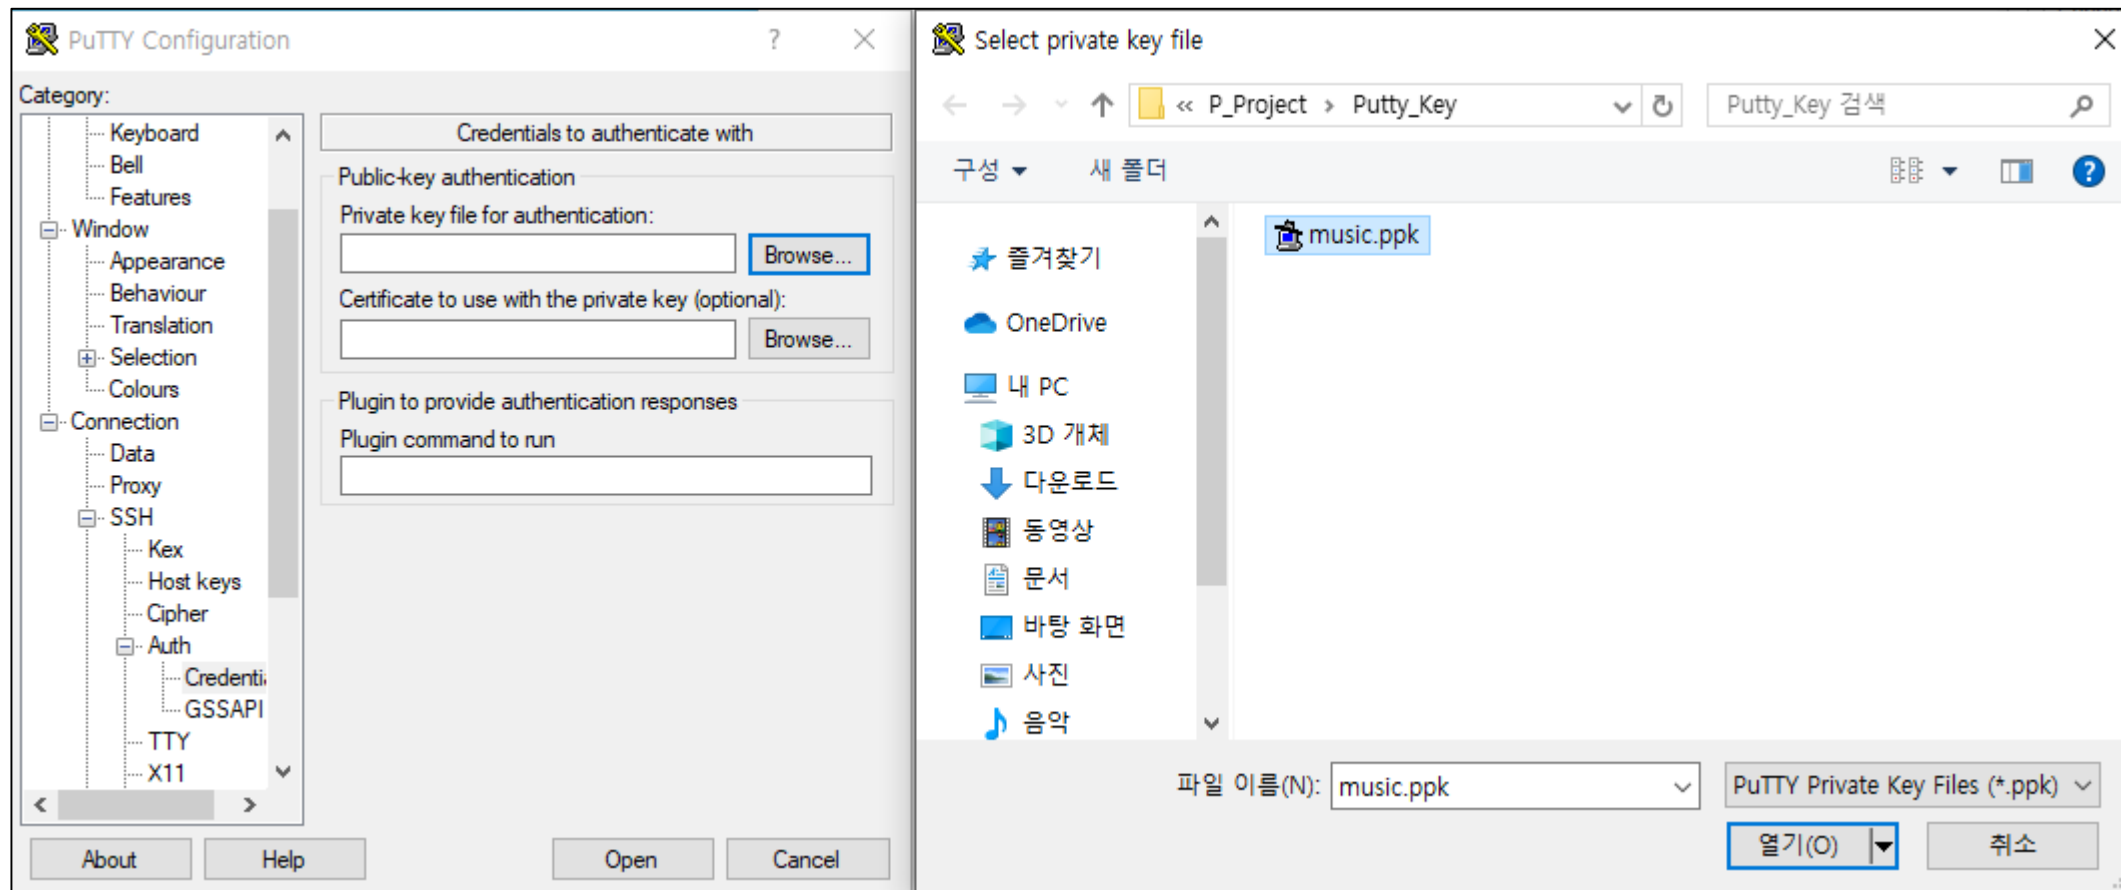 PuTTY Configuration
?
Category:
Keyboard
Bell
Features
Window
Appearance
Behaviour
Translation
Selection
Colours
Connection
Data
Proxy
SSH
Kex
Host keys
Cipher
Auth
Credenti
GSSAPI
TTY
X11
Credentials to authenticate with
Public-key authentication
Private key file for authentication:
Browse...
Certificate to use with the private key (optional):
Browse...
Plugin to provide authentication responses
Plugin command to run
About
Help
Open
Cancel
Select private key file
« P_Project › Putty_Key
Putty_Key 검색
구성
새 폴더
?
즐겨찾기
OneDrive
내 PC
3D 개체
다운로드
동영상
문서
바탕 화면
사진
음악
music.ppk
파일 이름(N):
music.ppk
PuTTY Private Key Files (*.ppk)
열기(O)
취소